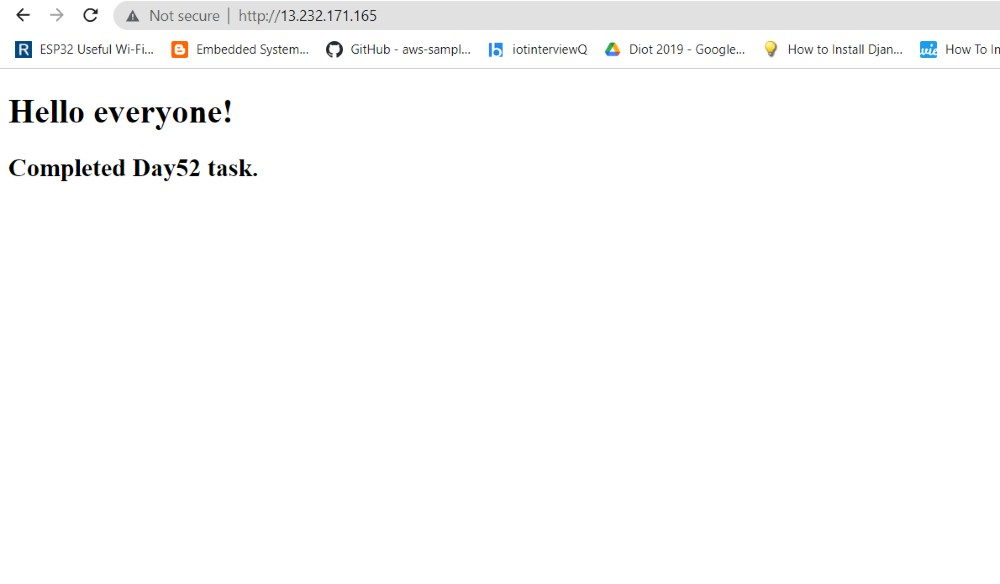 Not secure | http://13.232.171.165
ESP32 Useful Wi-Fi... Embedded System... GitHub - aws-sampl... iotinterviewQ Diot 2019 - Google... How to Install Djan... How To In
Hello everyone!
Completed Day52 task.